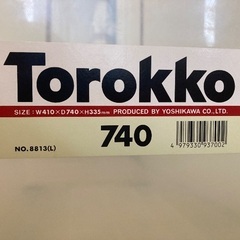 Torokko
SIZE: W410×D740×H335mm PRODUCED BY YOSHIKAWA CO., LTD.
NO. 8813(L)
740
4 979330 937002